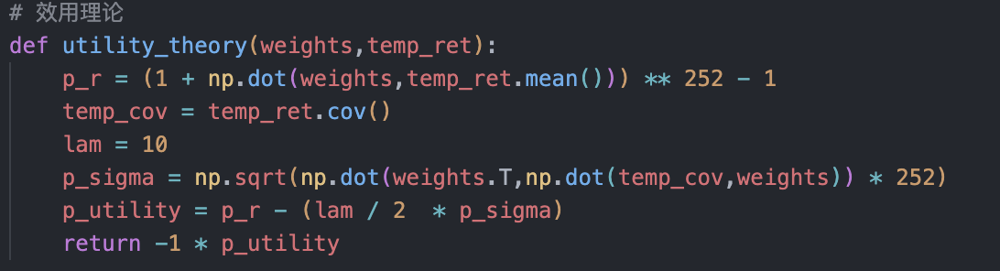 # 效用理论
def utility_theory(weights,temp_ret):
    p_r = (1 + np.dot(weights,temp_ret.mean())) ** 252 - 1
    temp_cov = temp_ret.cov()
    lam = 10
    p_sigma = np.sqrt(np.dot(weights.T,np.dot(temp_cov,weights)) * 252)
    p_utility = p_r - (lam / 2  * p_sigma)
    return -1 * p_utility